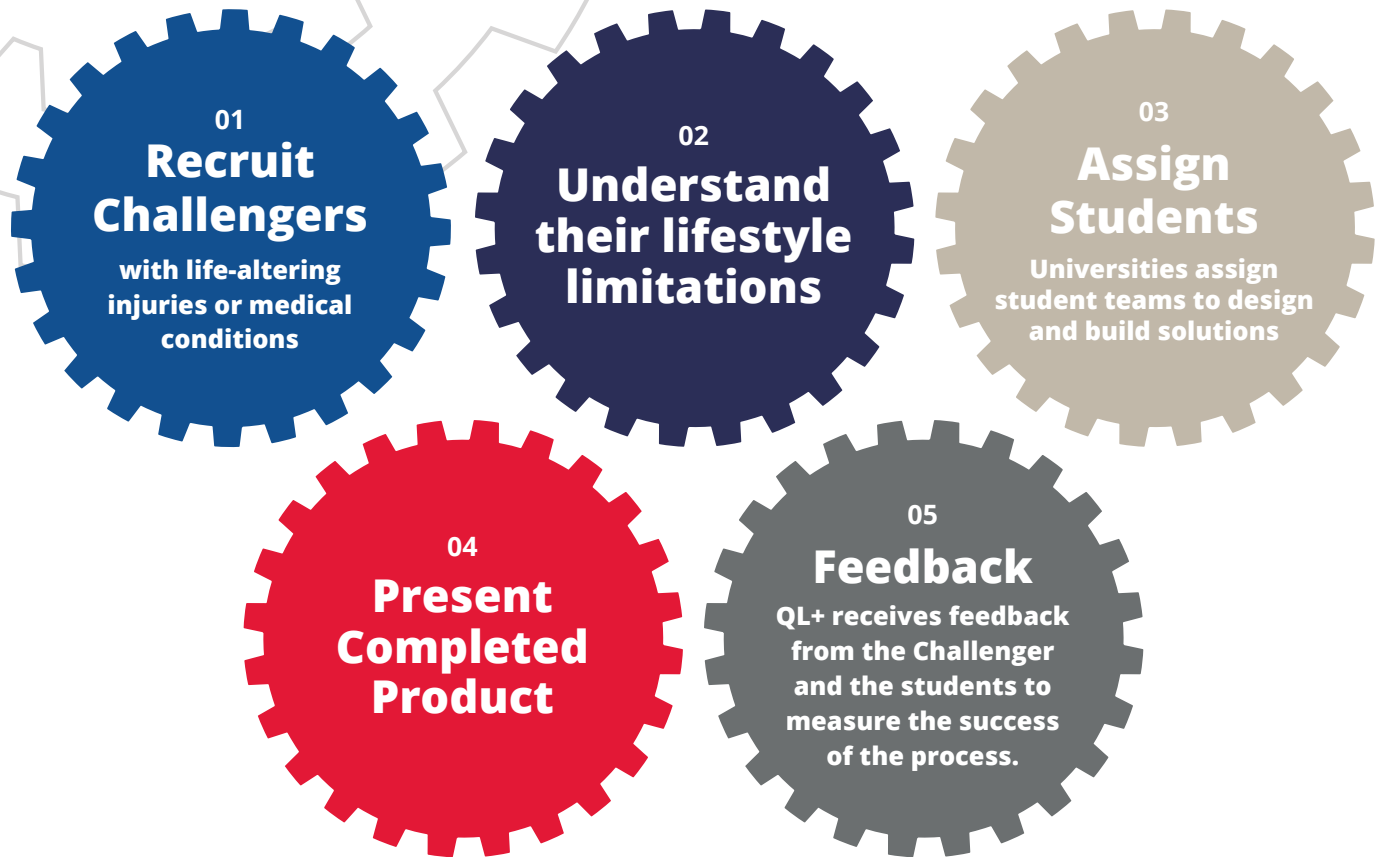 01
Recruit
Challengers
with life-altering
injuries or medical
conditions
02
Understand
their lifestyle
limitations
03
Assign
Students
Universities assign
student teams to design
and build solutions
04
Present
Completed
Product
05
Feedback
QL+ receives feedback
from the Challenger
and the students to
measure the success
of the process.